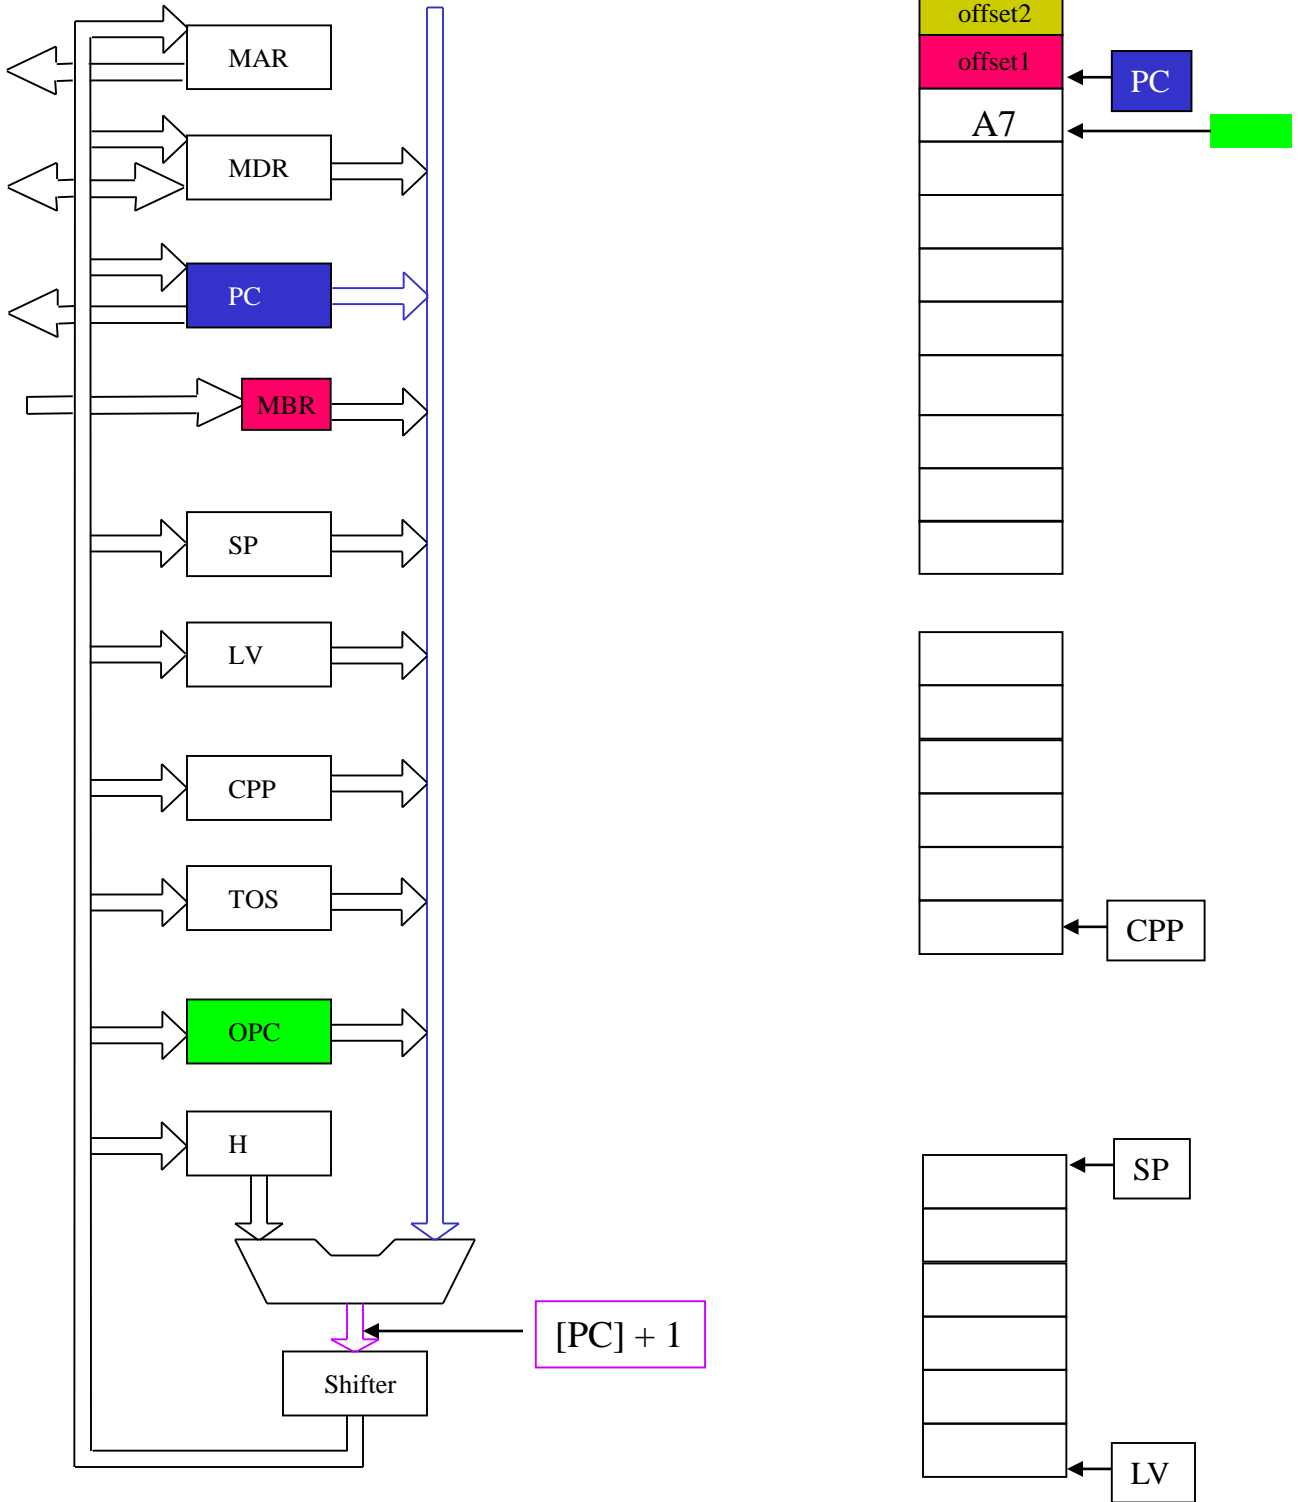 MAR
MDR
PC
MBR
SP
LV
CPP
TOS
OPC
H
[PC] + 1
Shifter
offset2
offset1
PC
A7
CPP
SP
LV